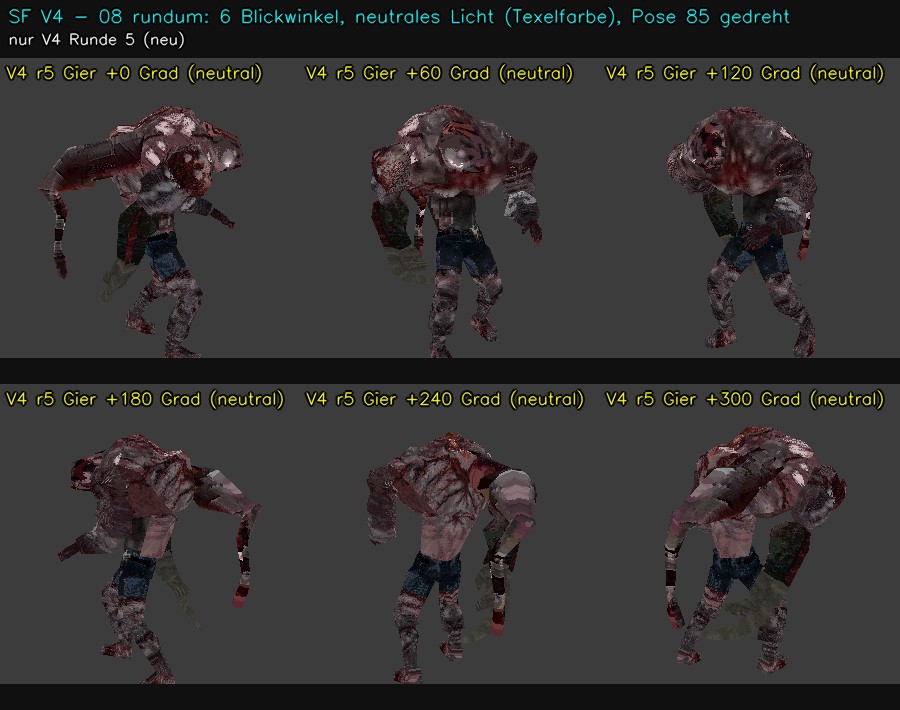 SF V4 - 08 rundum: 6 Blickwinkel, neutrales Licht (Texelfarbe), Pose 85 gedreht
nur V4 Runde 5 (neu)
V4 r5 Gier +0 Grad (neutral)
V4 r5 Gier +60 Grad (neutral)
V4 r5 Gier +120 Grad (neutral)
V4 r5 Gier +180 Grad (neutral)
V4 r5 Gier +240 Grad (neutral)
V4 r5 Gier +300 Grad (neutral)